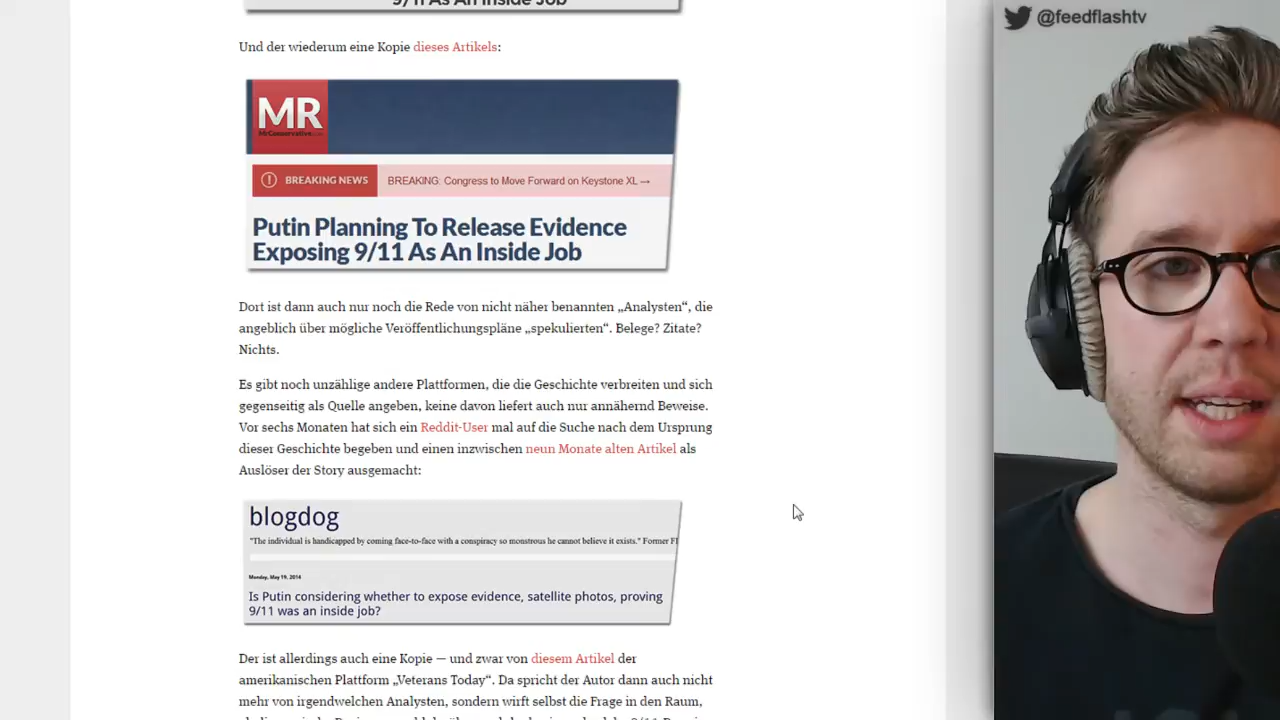 9/11 As An Inside Job
@feedflashtv
Und der wiederum eine Kopie dieses Artikels:
MR
MrConservative.com
BREAKING NEWS BREAKING: Congress to Move Forward on Keystone XL →
Putin Planning To Release Evidence
Exposing 9/11 As An Inside Job
Dort ist dann auch nur noch die Rede von nicht näher benannten „Analysten“, die
angeblich über mögliche Veröffentlichungspläne „spekulierten“. Belege? Zitate?
Nichts.
Es gibt noch unzählige andere Plattformen, die die Geschichte verbreiten und sich
gegenseitig als Quelle angeben, keine davon liefert auch nur annähernd Beweise.
Vor sechs Monaten hat sich ein Reddit-User mal auf die Suche nach dem Ursprung
dieser Geschichte begeben und einen inzwischen neun Monate alten Artikel als
Auslöser der Story ausgemacht:
blogdog
"The individual is handicapped by coming face-to-face with a conspiracy so monstrous he cannot believe it exists." Former
Monday, May 19, 2014
Is Putin considering whether to expose evidence, satellite photos, proving
9/11 was an inside job?
Der ist allerdings auch eine Kopie — und zwar von diesem Artikel der
amerikanischen Plattform „Veterans Today“. Da spricht der Autor dann auch nicht
mehr von irgendwelchen Analysten, sondern wirft selbst die Frage in den Raum,